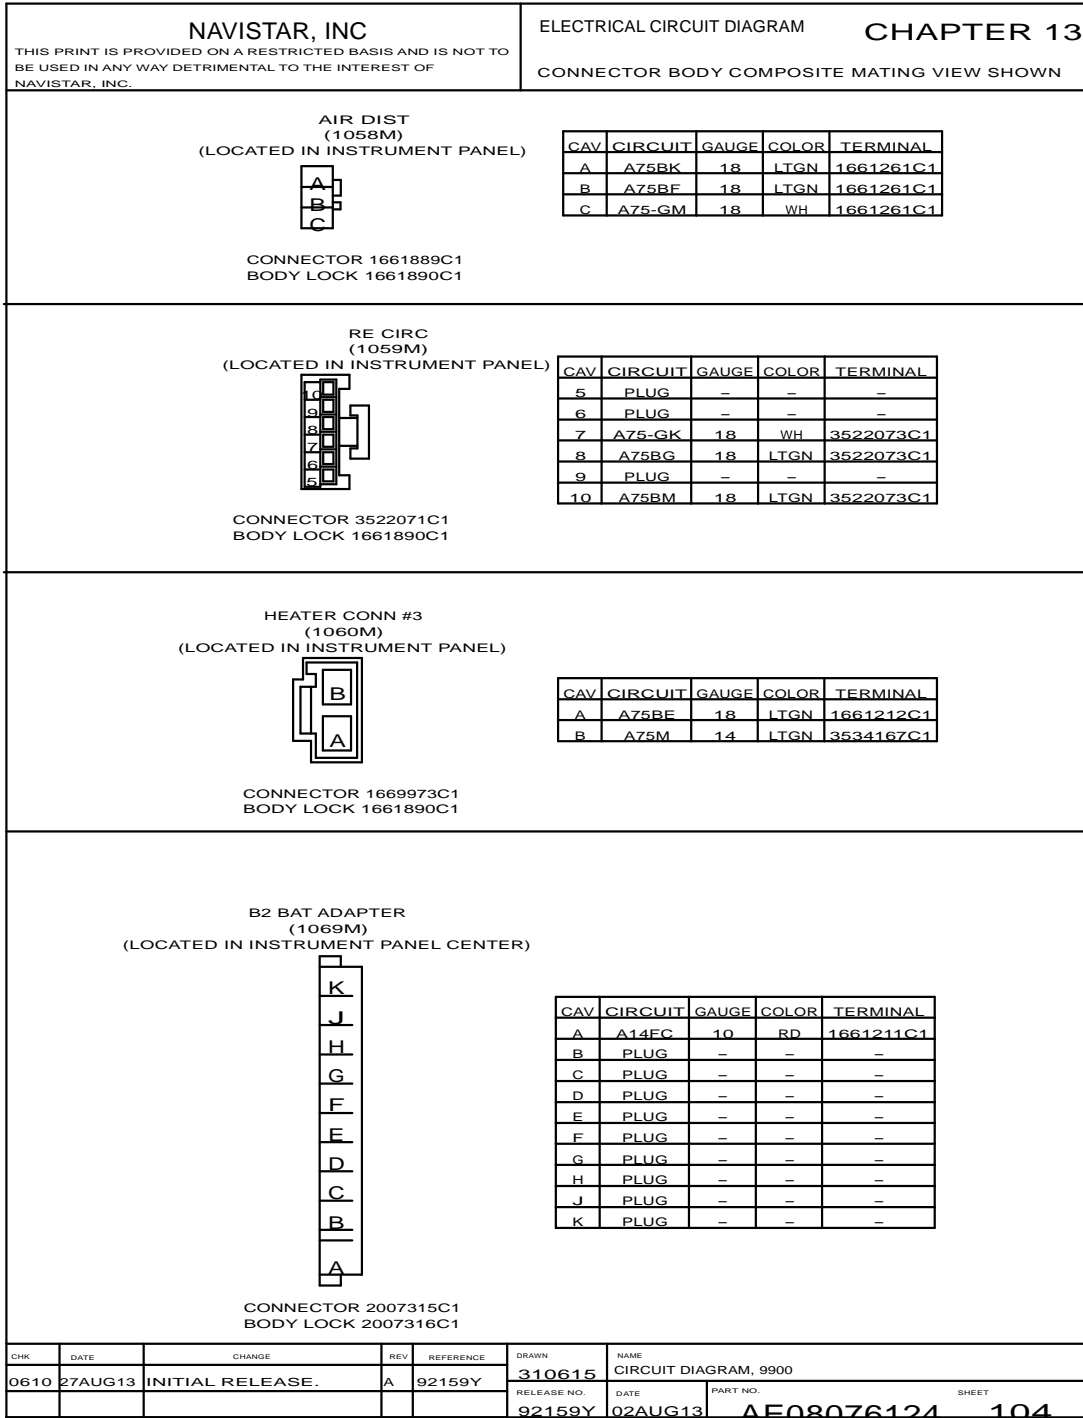 NAVISTAR, INC
THIS PRINT IS PROVIDED ON A RESTRICTED BASIS AND IS NOT TO
BE USED IN ANY WAY DETRIMENTAL TO THE INTEREST OF
NAVISTAR, INC.
ELECTRICAL CIRCUIT DIAGRAM CHAPTER 13
CONNECTOR BODY COMPOSITE MATING VIEW SHOWN
AIR DIST
(1058M)
(LOCATED IN INSTRUMENT PANEL)
A
B
C
CONNECTOR 1661889C1
BODY LOCK 1661890C1
CAV CIRCUIT GAUGE COLOR TERMINAL
A A75BK 18 LTGN 1661261C1
B A75BF 18 LTGN 1661261C1
C A75-GM 18 WH 1661261C1
RE CIRC
(1059M)
(LOCATED IN INSTRUMENT PANEL)
10
9
8
7
6
5
CONNECTOR 3522071C1
BODY LOCK 1661890C1
CAV CIRCUIT GAUGE COLOR TERMINAL
5 PLUG – – –
6 PLUG – – –
7 A75-GK 18 WH 3522073C1
8 A75BG 18 LTGN 3522073C1
9 PLUG – – –
10 A75BM 18 LTGN 3522073C1
HEATER CONN #3
(1060M)
(LOCATED IN INSTRUMENT PANEL)
B
A
CONNECTOR 1669973C1
BODY LOCK 1661890C1
CAV CIRCUIT GAUGE COLOR TERMINAL
A A75BE 18 LTGN 1661212C1
B A75M 14 LTGN 3534167C1
B2 BAT ADAPTER
(1069M)
(LOCATED IN INSTRUMENT PANEL CENTER)
K
J
H
G
F
E
D
C
B
A
CONNECTOR 2007315C1
BODY LOCK 2007316C1
CAV CIRCUIT GAUGE COLOR TERMINAL
A A14FC 10 RD 1661211C1
B PLUG – – –
C PLUG – – –
D PLUG – – –
E PLUG – – –
F PLUG – – –
G PLUG – – –
H PLUG – – –
J PLUG – – –
K PLUG – – –
CHK DATE CHANGE REV REFERENCE
0610 27AUG13 INITIAL RELEASE. A 92159Y
DRAWN
310615
NAME
CIRCUIT DIAGRAM, 9900
RELEASE NO.
92159Y
DATE
02AUG13
PART NO.
AE08076124
SHEET
104